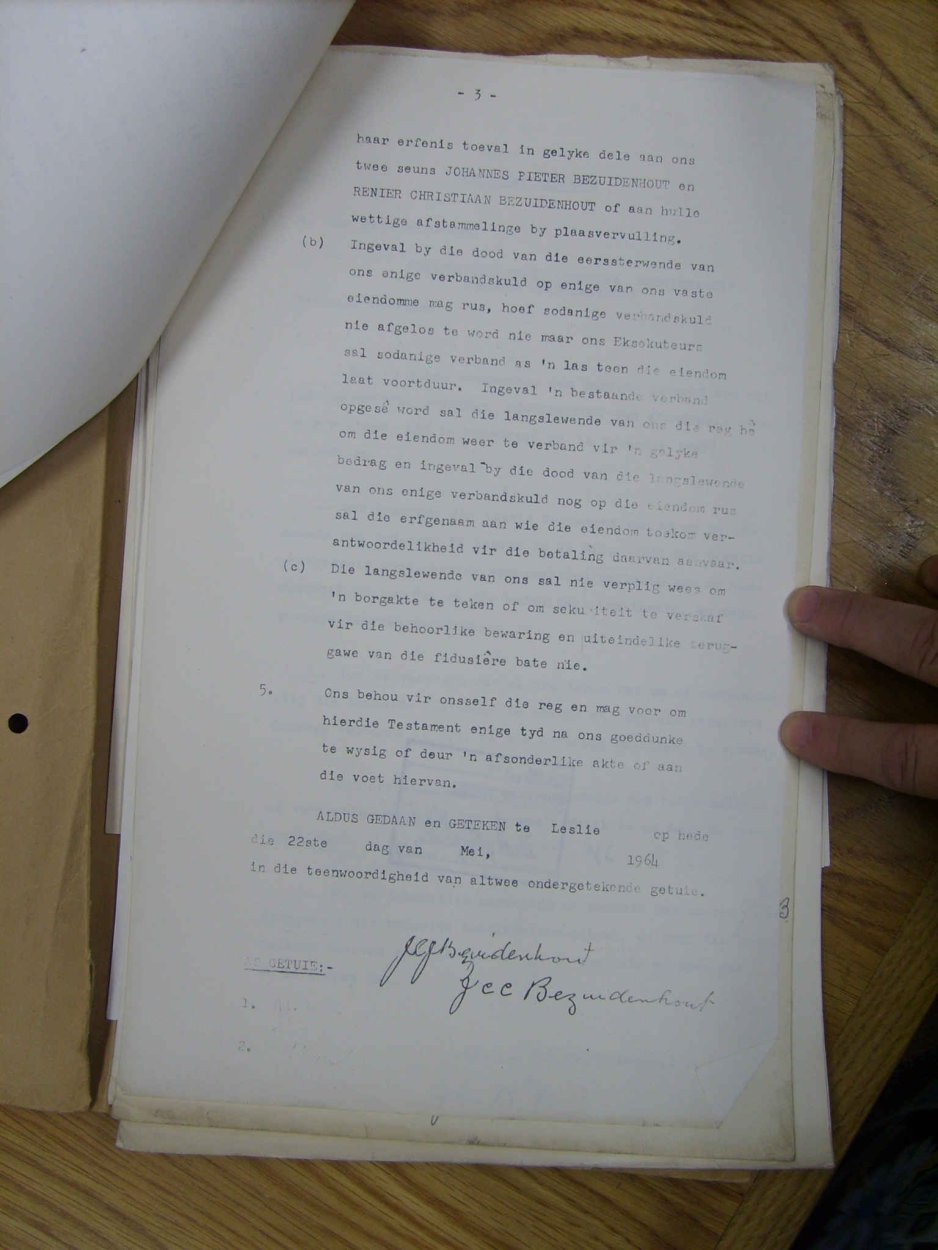 - 3 -
haar erfenis toeval in gelyke dele aan ons
twee seuns JOHANNES PIETER BEZUIDENHOUT en
RENIER CHRISTIAAN BEZUIDENHOUT of aan hulle
wettige afstammelinge by plaasvervulling.
(b) Ingeval by die dood van die eerssterwende van
ons enige verbandskuld op enige van ons vaste
eiendomme mag rus, hoef sodanige verbandskuld
nie afgelos te word nie maar ons Eksekuteurs
sal sodanige verband as 'n las teen die eiendom
laat voortduur. Ingeval 'n bestaande verband
opgesê word sal die langslewende van ons die reg hê
om die eiendom weer te verband vir 'n gelyke
bedrag en ingeval by die dood van die langslewende
van ons enige verbandskuld nog op die eiendom rus
sal die erfgenaam aan wie die eiendom toekom ver-
antwoordelikheid vir die betaling daarvan aanvaar.
(c) Die langslewende van ons sal nie verplig wees om
'n borgakte te teken of om sekuriteit te verskaf
vir die behoorlike bewaring en uiteindelike terug-
gawe van die fidusière bate nie.
5. Ons behou vir onsself die reg en mag voor om
hierdie Testament enige tyd na ons goeddunke
te wysig of deur 'n afsonderlike akte of aan
die voet hiervan.
ALDUS GEDAAN en GETEKEN te Leslie op hede
die 22ste dag van Mei, 1964
in die teenwoordigheid van altwee ondergetekende getuie.
3
Bezuidenhout
AS GETUIE:-
J C C Bezuidenhout
1.
2.